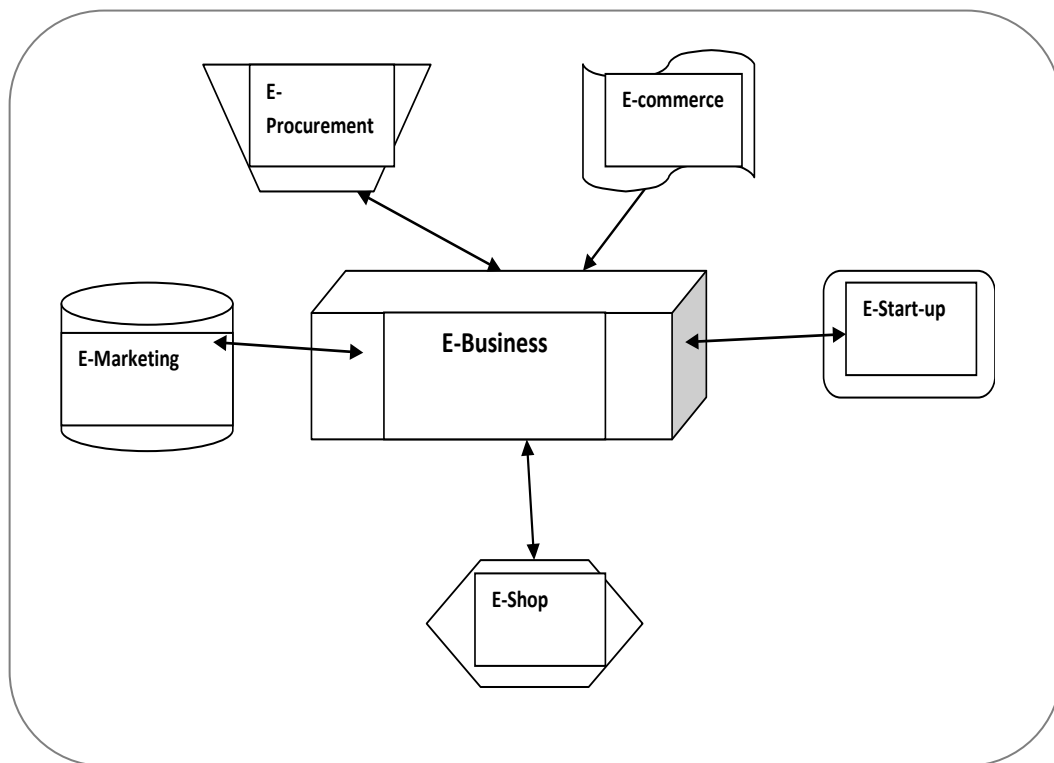 E-
Procurement
E-commerce
E-Marketing
E-Business
E-Start-up
E-Shop